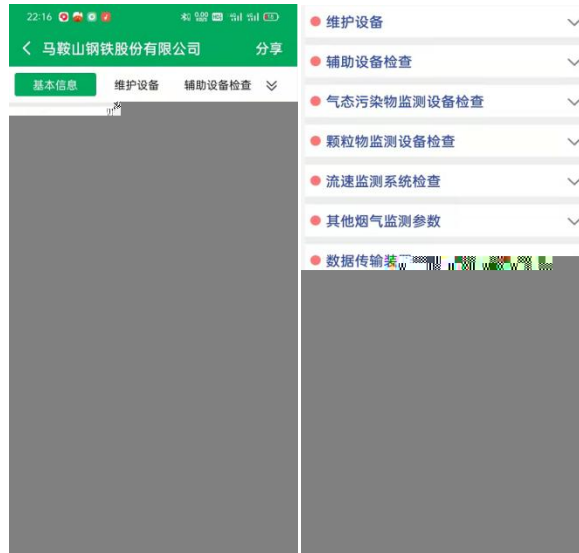 22:16
马鞍山钢铁股份有限公司 分享
基本信息 维护设备 辅助设备检查
维护设备
辅助设备检查
气态污染物监测设备检查
颗粒物监测设备检查
流速监测系统检查
其他烟气监测参数
数据传输装